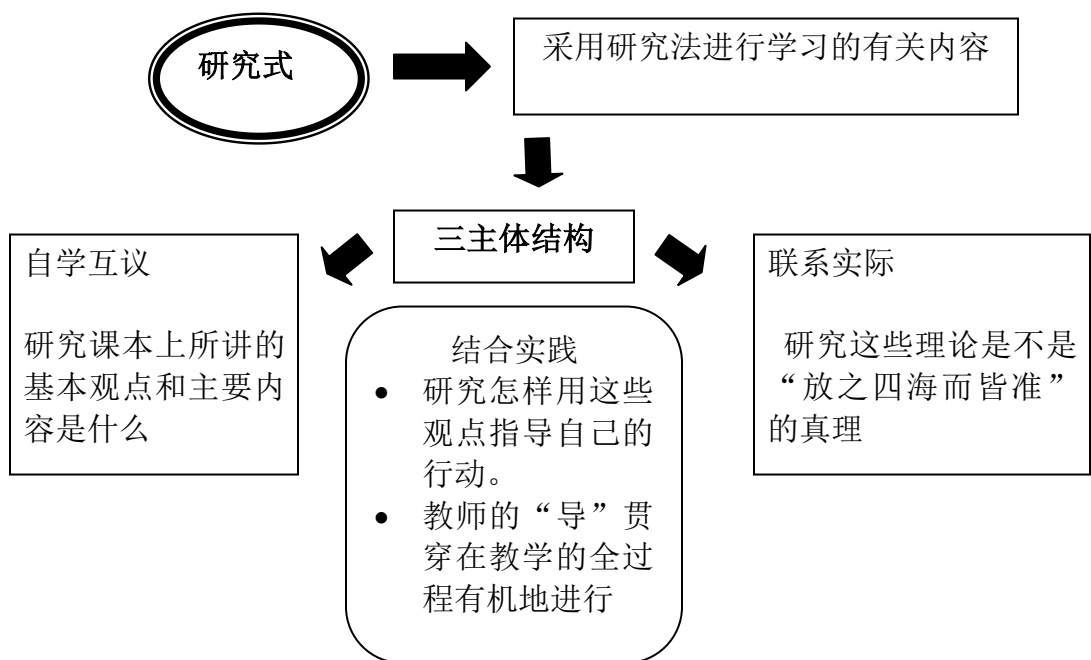 研究式
采用研究法进行学习的有关内容
三主体结构
自学互议
研究课本上所讲的
基本观点和主要内
容是什么
结合实践
• 研究怎样用这些
观点指导自己的
行动。
• 教师的“导”贯
穿在教学的全过
程有机地进行
联系实际
研究这些理论是不是
“放之四海而皆准”
的真理